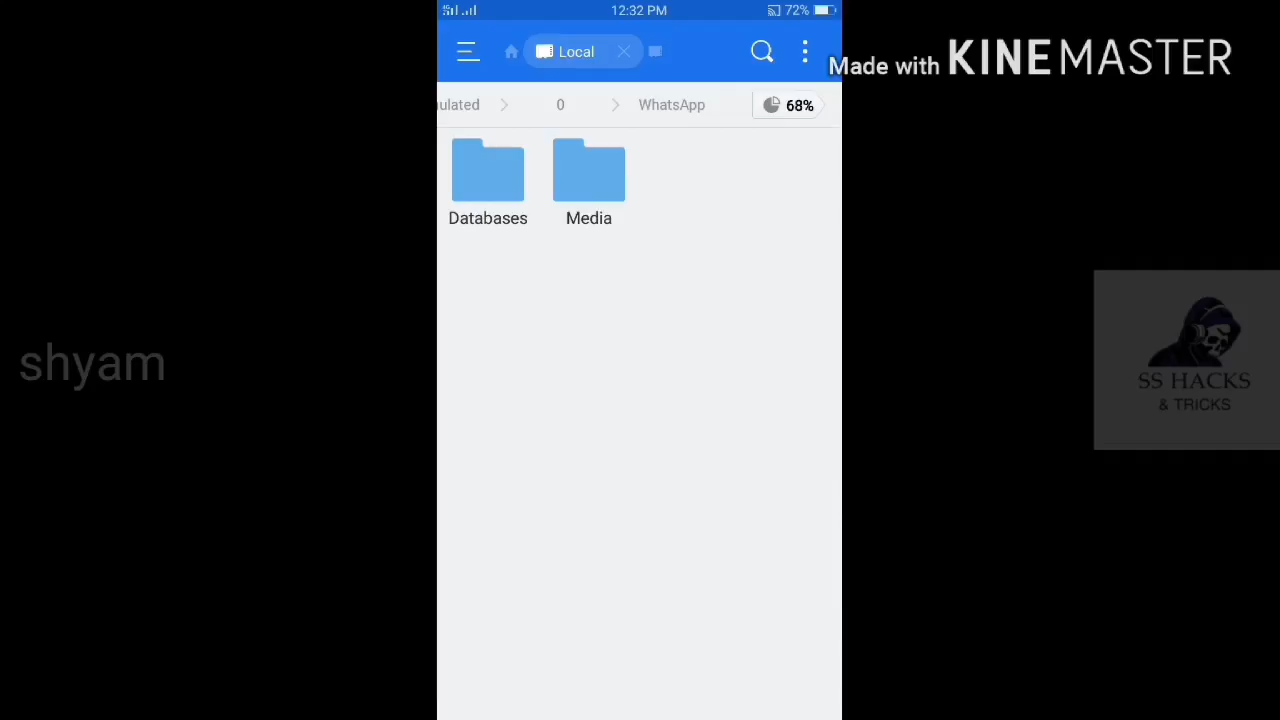 12:32 PM
72%
Local
Made with KINEMASTER
ulated
0
WhatsApp
68%
Databases
Media
shyam
SS HACKS
& TRICKS